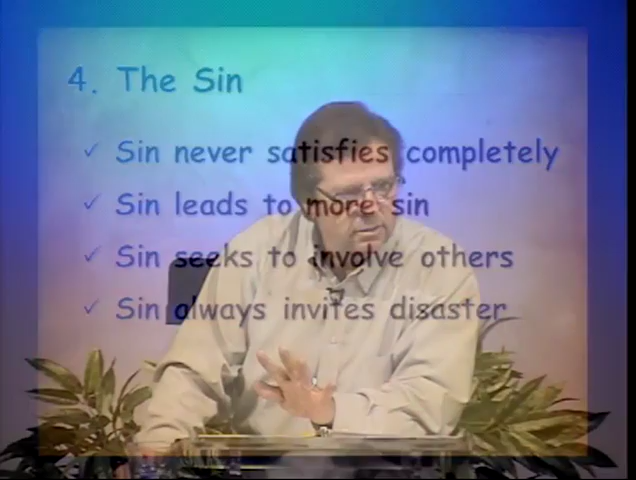 4. The Sin
✓ Sin never satisfies completely
✓ Sin leads to more sin
✓ Sin seeks to involve others
✓ Sin always invites disaster